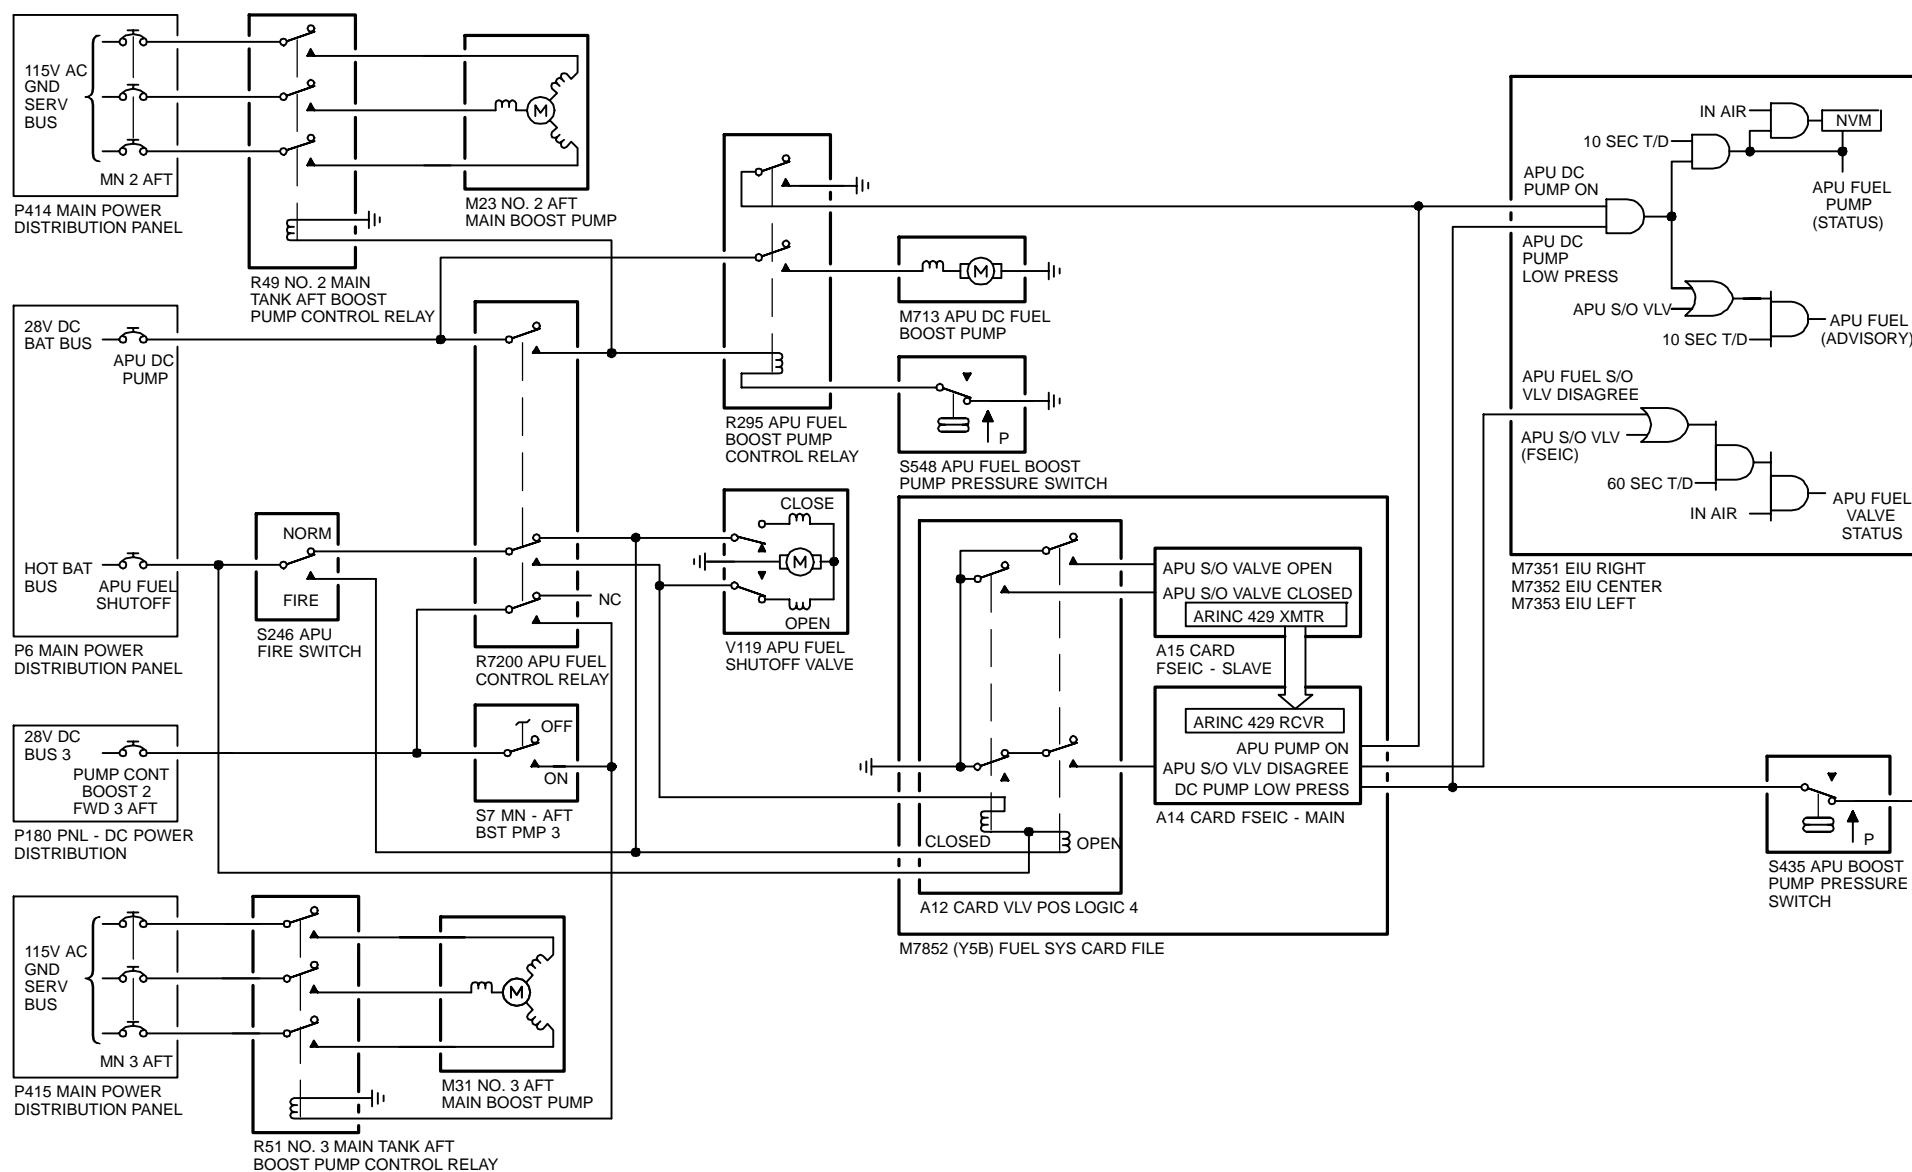 115V AC
GND
SERV
BUS
MN 2 AFT
P414 MAIN POWER
DISTRIBUTION PANEL
R49 NO. 2 MAIN
TANK AFT BOOST
PUMP CONTROL RELAY
M
M23 NO. 2 AFT
MAIN BOOST PUMP
28V DC
BAT BUS
APU DC
PUMP
HOT BAT
BUS
APU FUEL
SHUTOFF
P6 MAIN POWER
DISTRIBUTION PANEL
NORM
FIRE
S246 APU
FIRE SWITCH
NC
R7200 APU FUEL
CONTROL RELAY
R295 APU FUEL
BOOST PUMP
CONTROL RELAY
M
M713 APU DC FUEL
BOOST PUMP
P
S548 APU FUEL BOOST
PUMP PRESSURE SWITCH
CLOSE
M
OPEN
V119 APU FUEL
SHUTOFF VALVE
28V DC
BUS 3
PUMP CONT
BOOST 2
FWD 3 AFT
P180 PNL - DC POWER
DISTRIBUTION
OFF
ON
S7 MN - AFT
BST PMP 3
115V AC
GND
SERV
BUS
MN 3 AFT
P415 MAIN POWER
DISTRIBUTION PANEL
R51 NO. 3 MAIN TANK AFT
BOOST PUMP CONTROL RELAY
M
M31 NO. 3 AFT
MAIN BOOST PUMP
CLOSED
OPEN
A12 CARD VLV POS LOGIC 4
APU S/O VALVE OPEN
APU S/O VALVE CLOSED
ARINC 429 XMTR
A15 CARD
FSEIC - SLAVE
ARINC 429 RCVR
APU PUMP ON
APU S/O VLV DISAGREE
DC PUMP LOW PRESS
A14 CARD FSEIC - MAIN
M7852 (Y5B) FUEL SYS CARD FILE
IN AIR
NVM
10 SEC T/D
APU DC
PUMP ON
APU FUEL
PUMP
(STATUS)
APU DC
PUMP
LOW PRESS
APU S/O VLV
10 SEC T/D
APU FUEL
(ADVISORY)
APU FUEL S/O
VLV DISAGREE
APU S/O VLV
(FSEIC)
60 SEC T/D
IN AIR
APU FUEL
VALVE
STATUS
M7351 EIU RIGHT
M7352 EIU CENTER
M7353 EIU LEFT
P
S435 APU BOOST
PUMP PRESSURE
SWITCH